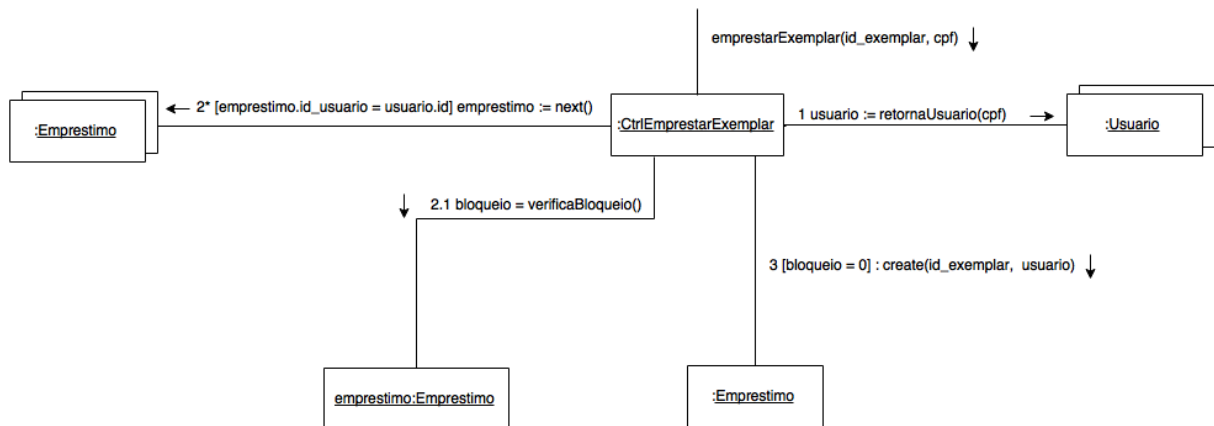 emprestarExemplar(id_exemplar, cpf)
2* [emprestimo.id_usuario = usuario.id] emprestimo := next()
1 usuario := retornaUsuario(cpf)
:Emprestimo
:CtrlEmprestarExemplar
:Usuario
2.1 bloqueio = verificaBloqueio()
3 [bloqueio = 0] : create(id_exemplar, usuario)
emprestimo:Emprestimo
:Emprestimo